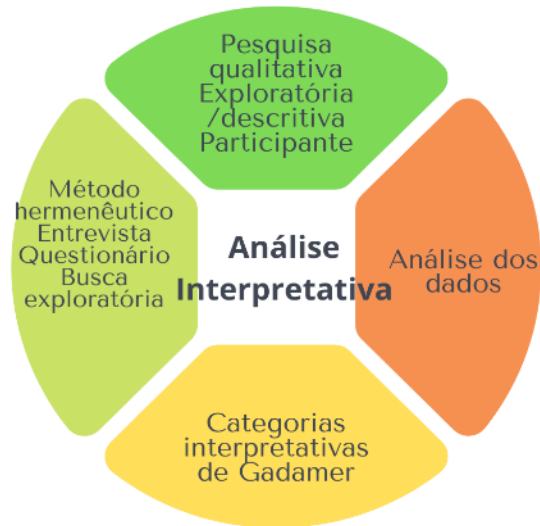 Pesquisa
qualitativa
Exploratória
/descritiva
Participante
Método
hermenêutico
Entrevista
Questionário
Busca
exploratória
Análise
Interpretativa
Análise dos
dados
Categorias
interpretativas
de Gadamer